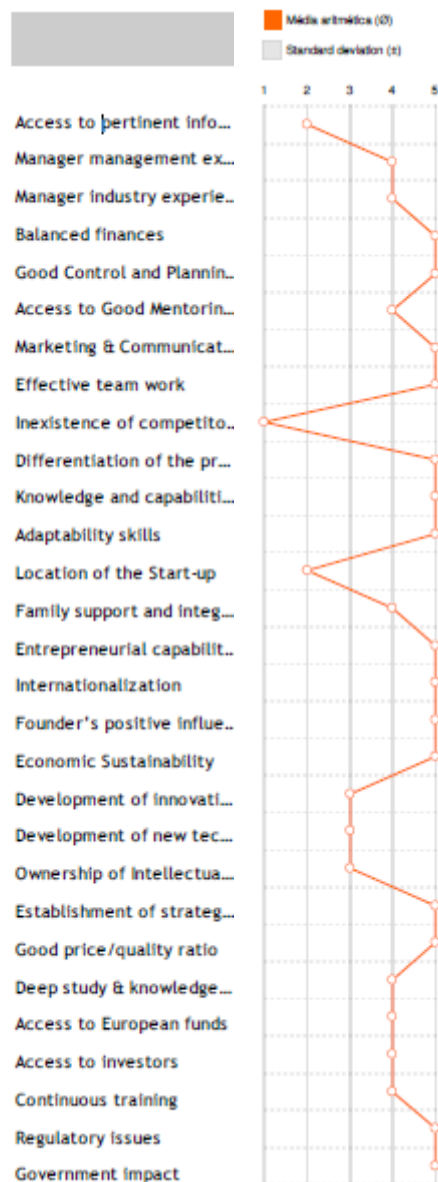 Média aritmética (Ø)
Standard deviation (±)
1 2 3 4 5
Access to pertinent info...
Manager management ex...
Manager industry experie...
Balanced finances
Good Control and Plannin...
Access to Good Mentorin...
Marketing & Communicat...
Effective team work
Inexistence of competito...
Differentiation of the pr...
Knowledge and capabiliti...
Adaptability skills
Location of the Start-up
Family support and integ...
Entrepreneurial capabilit...
Internationalization
Founder's positive influe...
Economic Sustainability
Development of innovati...
Development of new tec...
Ownership of Intellectua...
Establishment of strateg...
Good price/quality ratio
Deep study & knowledge...
Access to European funds
Access to investors
Continuous training
Regulatory issues
Government impact